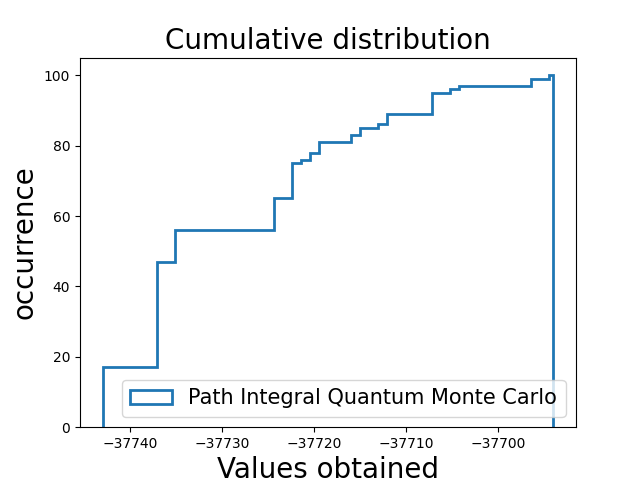 Cumulative distribution
occurrence
100
80
60
40
20
0
Path Integral Quantum Monte Carlo
−37740 −37730 −37720 −37710 −37700
Values obtained